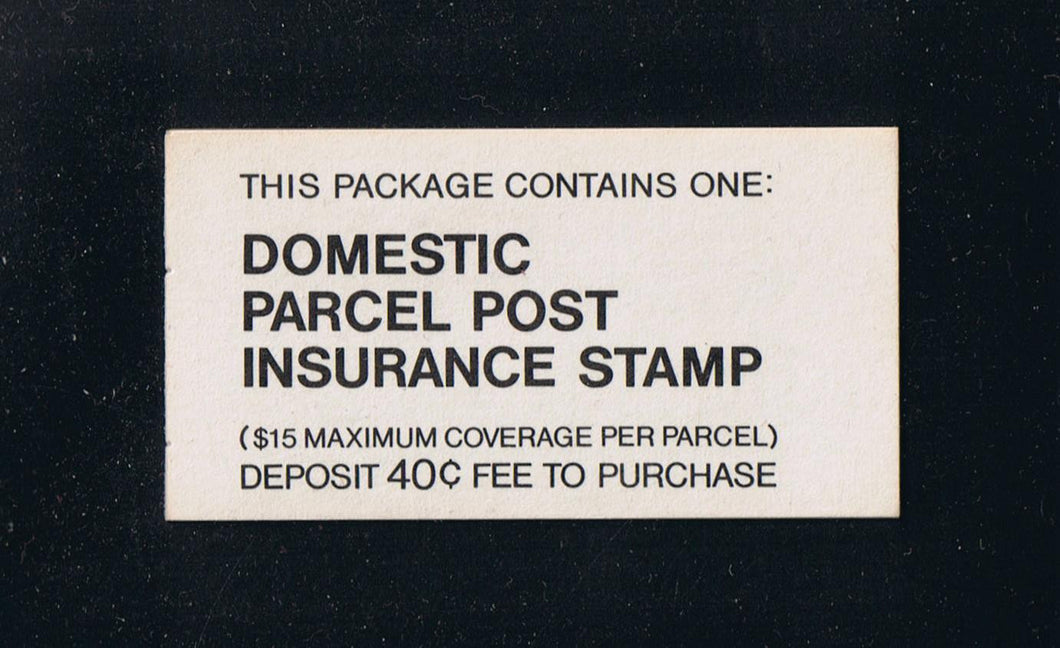 THIS PACKAGE CONTAINS ONE:
DOMESTIC
PARCEL POST
INSURANCE STAMP
($15 MAXIMUM COVERAGE PER PARCEL)
DEPOSIT 40¢ FEE TO PURCHASE